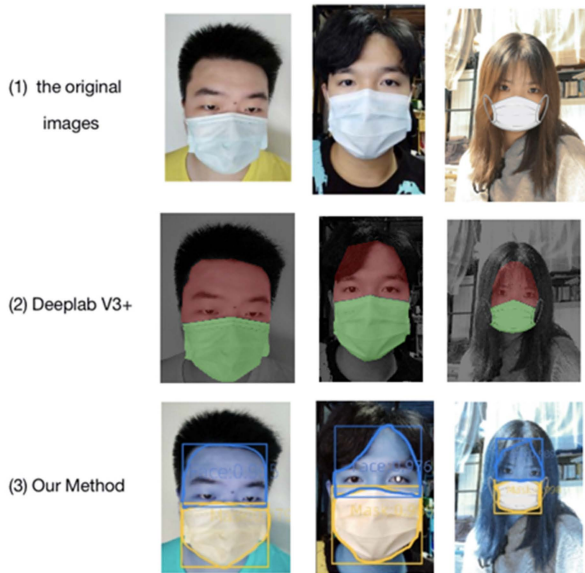 (1) the original
images
(2) Deeplab V3+
(3) Our Method